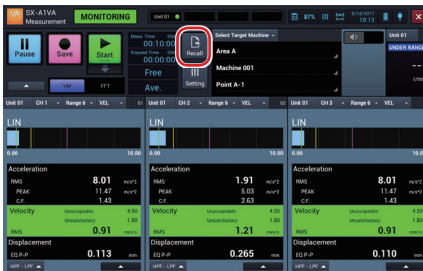 SX-A1VA
Measurement
MONITORING
Unit 01
87%
8/14/2017
18:13
Pause
Save
Start
Meas. Time
00:10:00
Elapsed Time
00:00:00
Free
Ave.
Recall
Setting
Select Target Machine
Area A
Machine 001
Point A-1
Unit 01
UNDER RANGE
VM
FFT
Unit 01 CH 1 Range 6 VEL
01 Unit 01 CH 2 Range 6 VEL
02 Unit 01 CH 3 Range 6 VEL
LIN LIN LIN
0.00 10.00 0.00 10.00 0.00 10.00
Acceleration Acceleration Acceleration
RMS 8.01 m/s^2 RMS 1.91 m/s^2 RMS 8.01 m/s^2
PEAK 11.47 m/s^2 PEAK 5.03 m/s^2 PEAK 11.47 m/s^2
C.F. 1.43 C.F. 2.63 C.F. 1.43
Velocity Unacceptable: 4.50 Velocity Unacceptable: 4.50 Velocity Unacceptable: 4.50
Unsatisfactory: 1.80 Unsatisfactory: 1.80 Unsatisfactory: 1.80
RMS 0.91 mm/s RMS 1.21 mm/s RMS 0.91 mm/s
Displacement Displacement Displacement
EQ P-P 0.113 mm EQ P-P 0.265 mm EQ P-P 0.110 mm
HPF - LPF HPF - LPF HPF - LPF